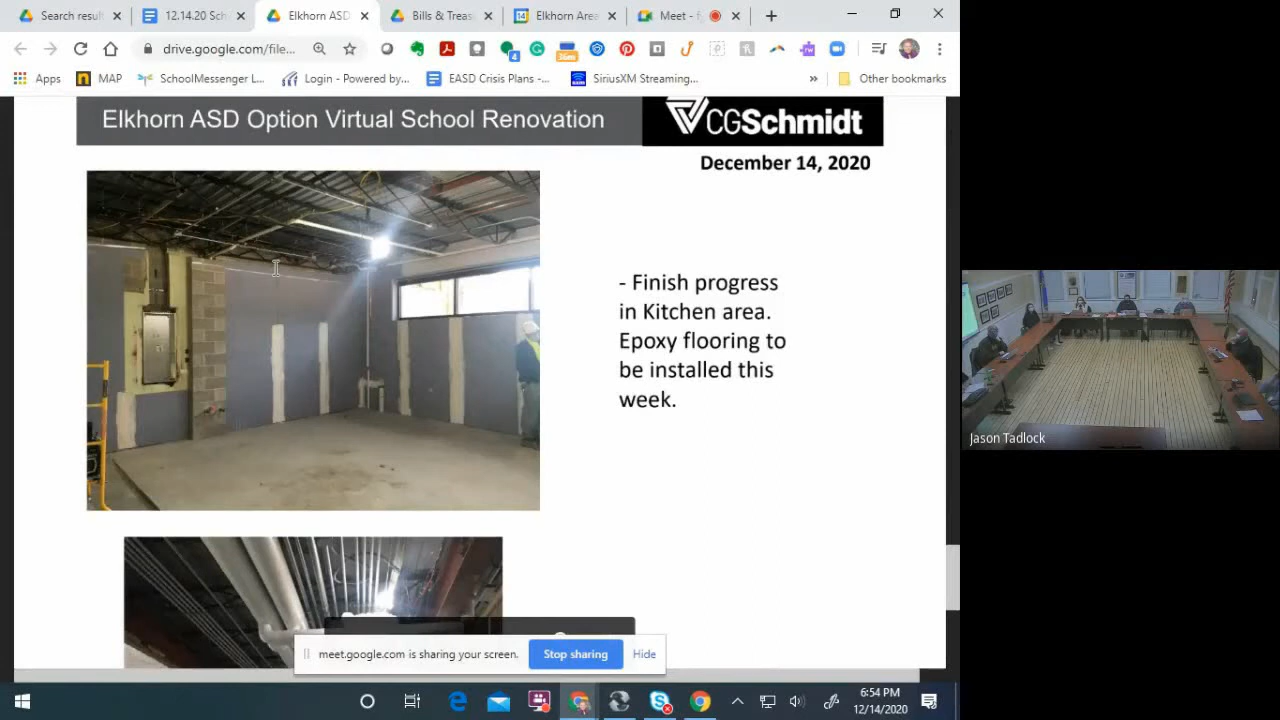 Search result
12.14.20 Sch
Elkhorn ASD
Bills & Treas
14
Elkhorn Area
Meet - f
drive.google.com/file...
4
Apps
MAP
SchoolMessenger L...
Login - Powered by...
EASD Crisis Plans -...
SiriusXM Streaming...
»
Other bookmarks
Elkhorn ASD Option Virtual School Renovation
CGSchmidt
December 14, 2020
- Finish progress
in Kitchen area.
Epoxy flooring to
be installed this
week.
Jason Tadlock
meet.google.com is sharing your screen.
Stop sharing
Hide
6:54 PM
12/14/2020